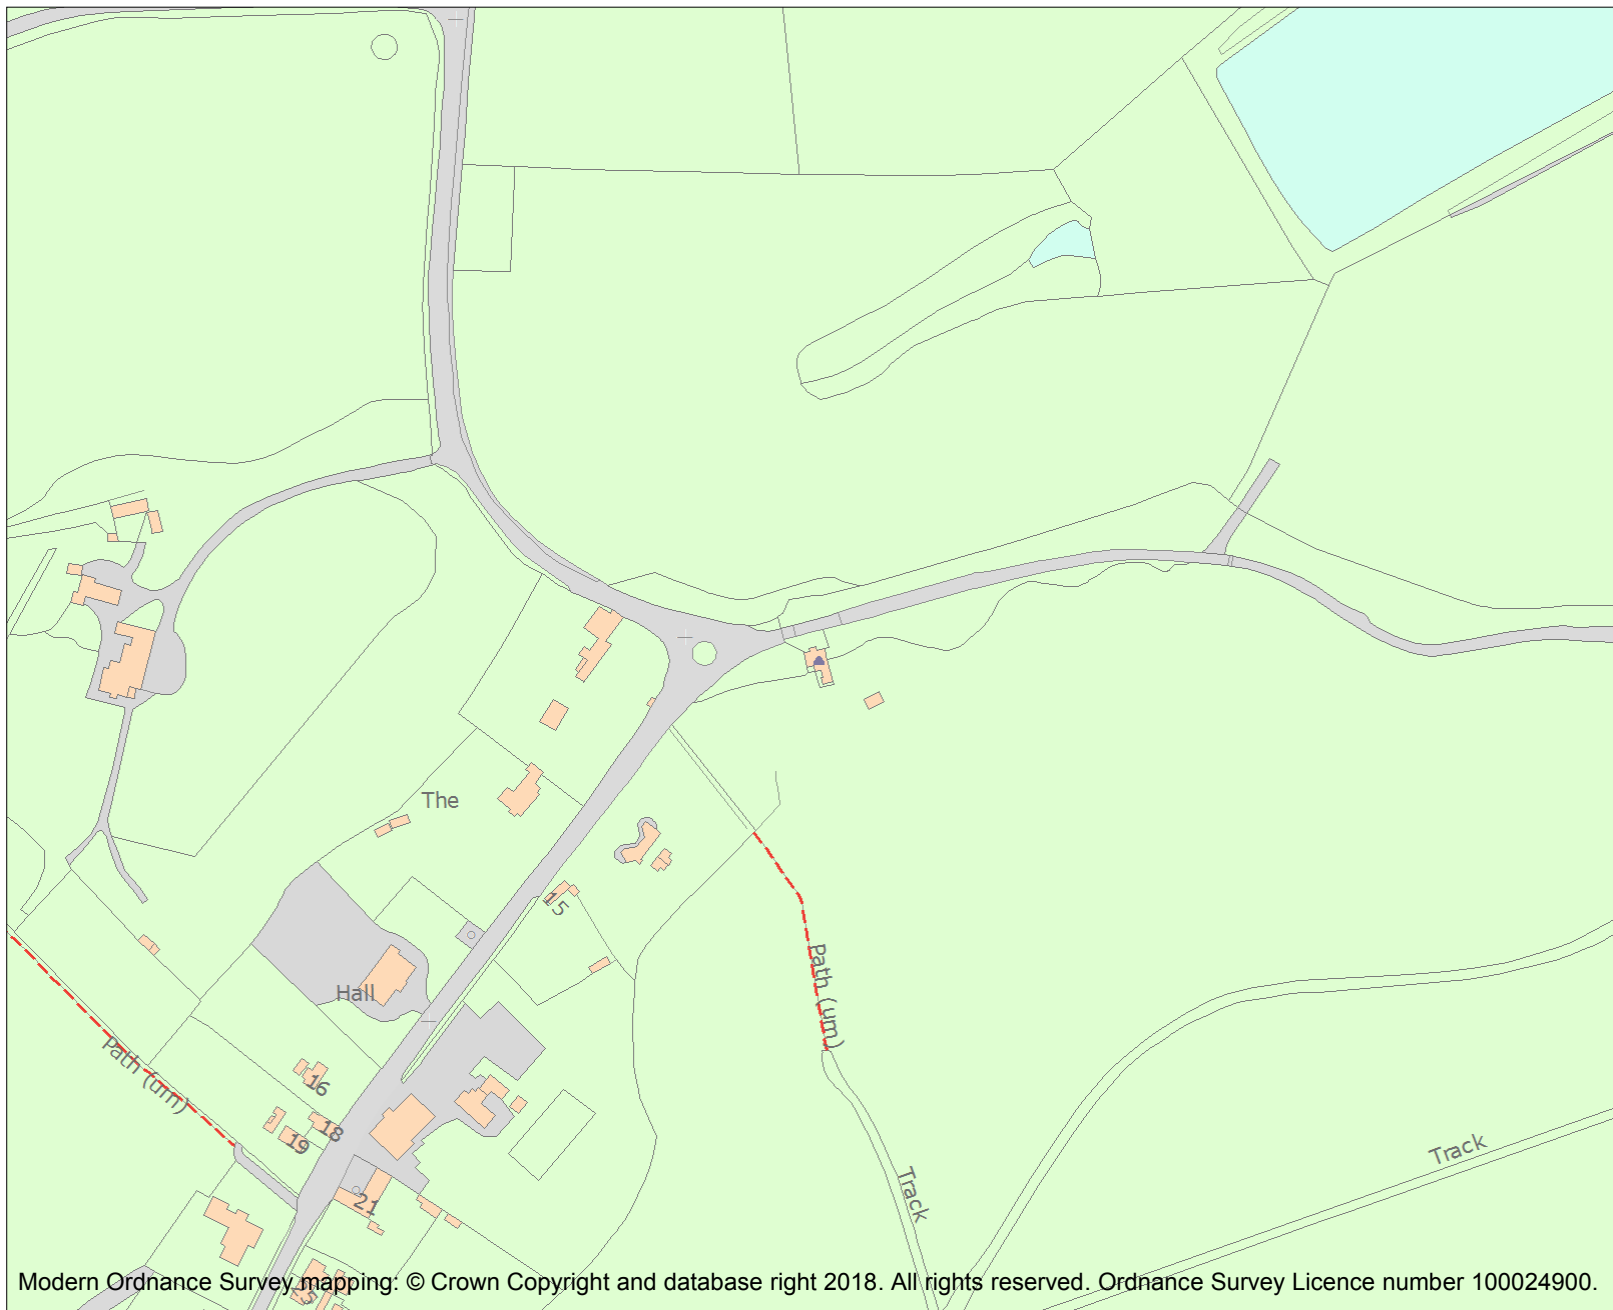 The
15
Path (um)
Hall
Path (um)
16
18
19
Track
Track
21
Modern Ordnance Survey mapping: © Crown Copyright and database right 2018. All rights reserved. Ordnance Survey Licence number 100024900.